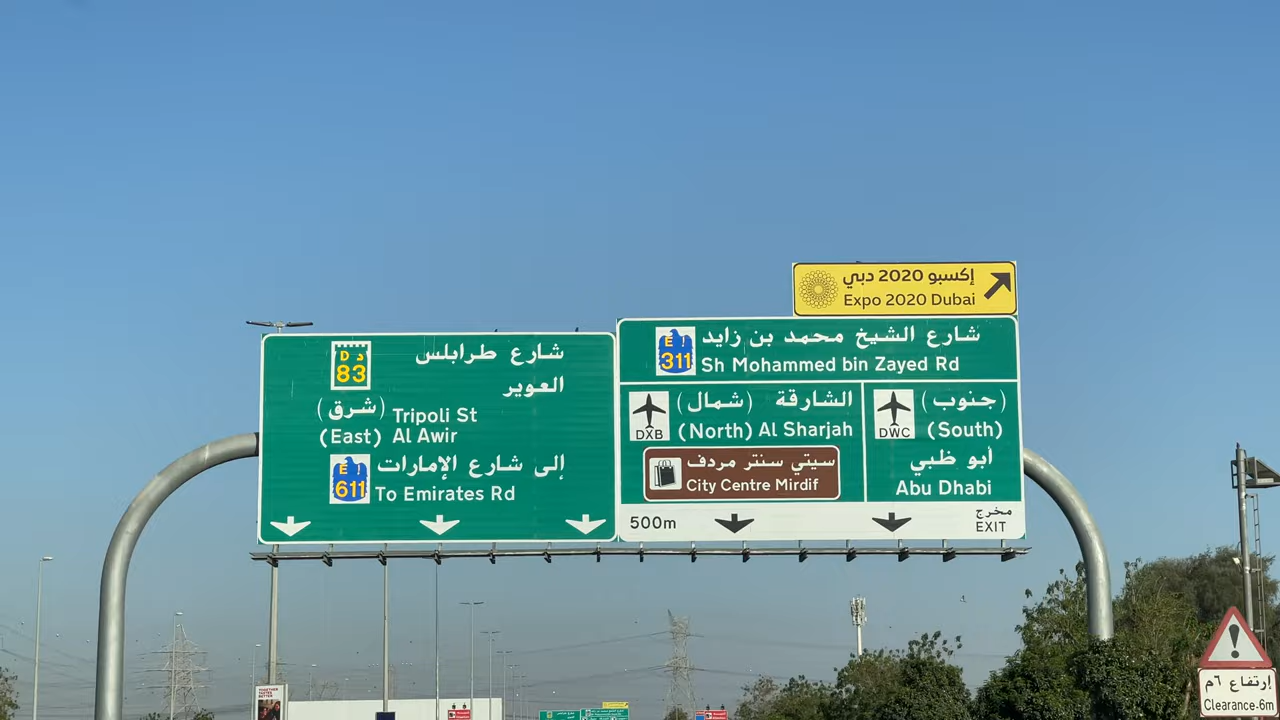 إكسبو 2020 دبي
Expo 2020 Dubai
E 311
شارع الشيخ محمد بن زايد
Sh Mohammed bin Zayed Rd
DXB
الشارقة (شمال)
(North) Al Sharjah
سيتي سنتر مردف
City Centre Mirdif
DWC
(جنوب)
(South)
أبو ظبي
Abu Dhabi
500m
مخرج
EXIT
D د
83
شارع طرابلس
العوير
(شرق)
Tripoli St
(East) Al Awir
E 611
إلى شارع الإمارات
To Emirates Rd
إرتفاع ٦م
Clearance-6m